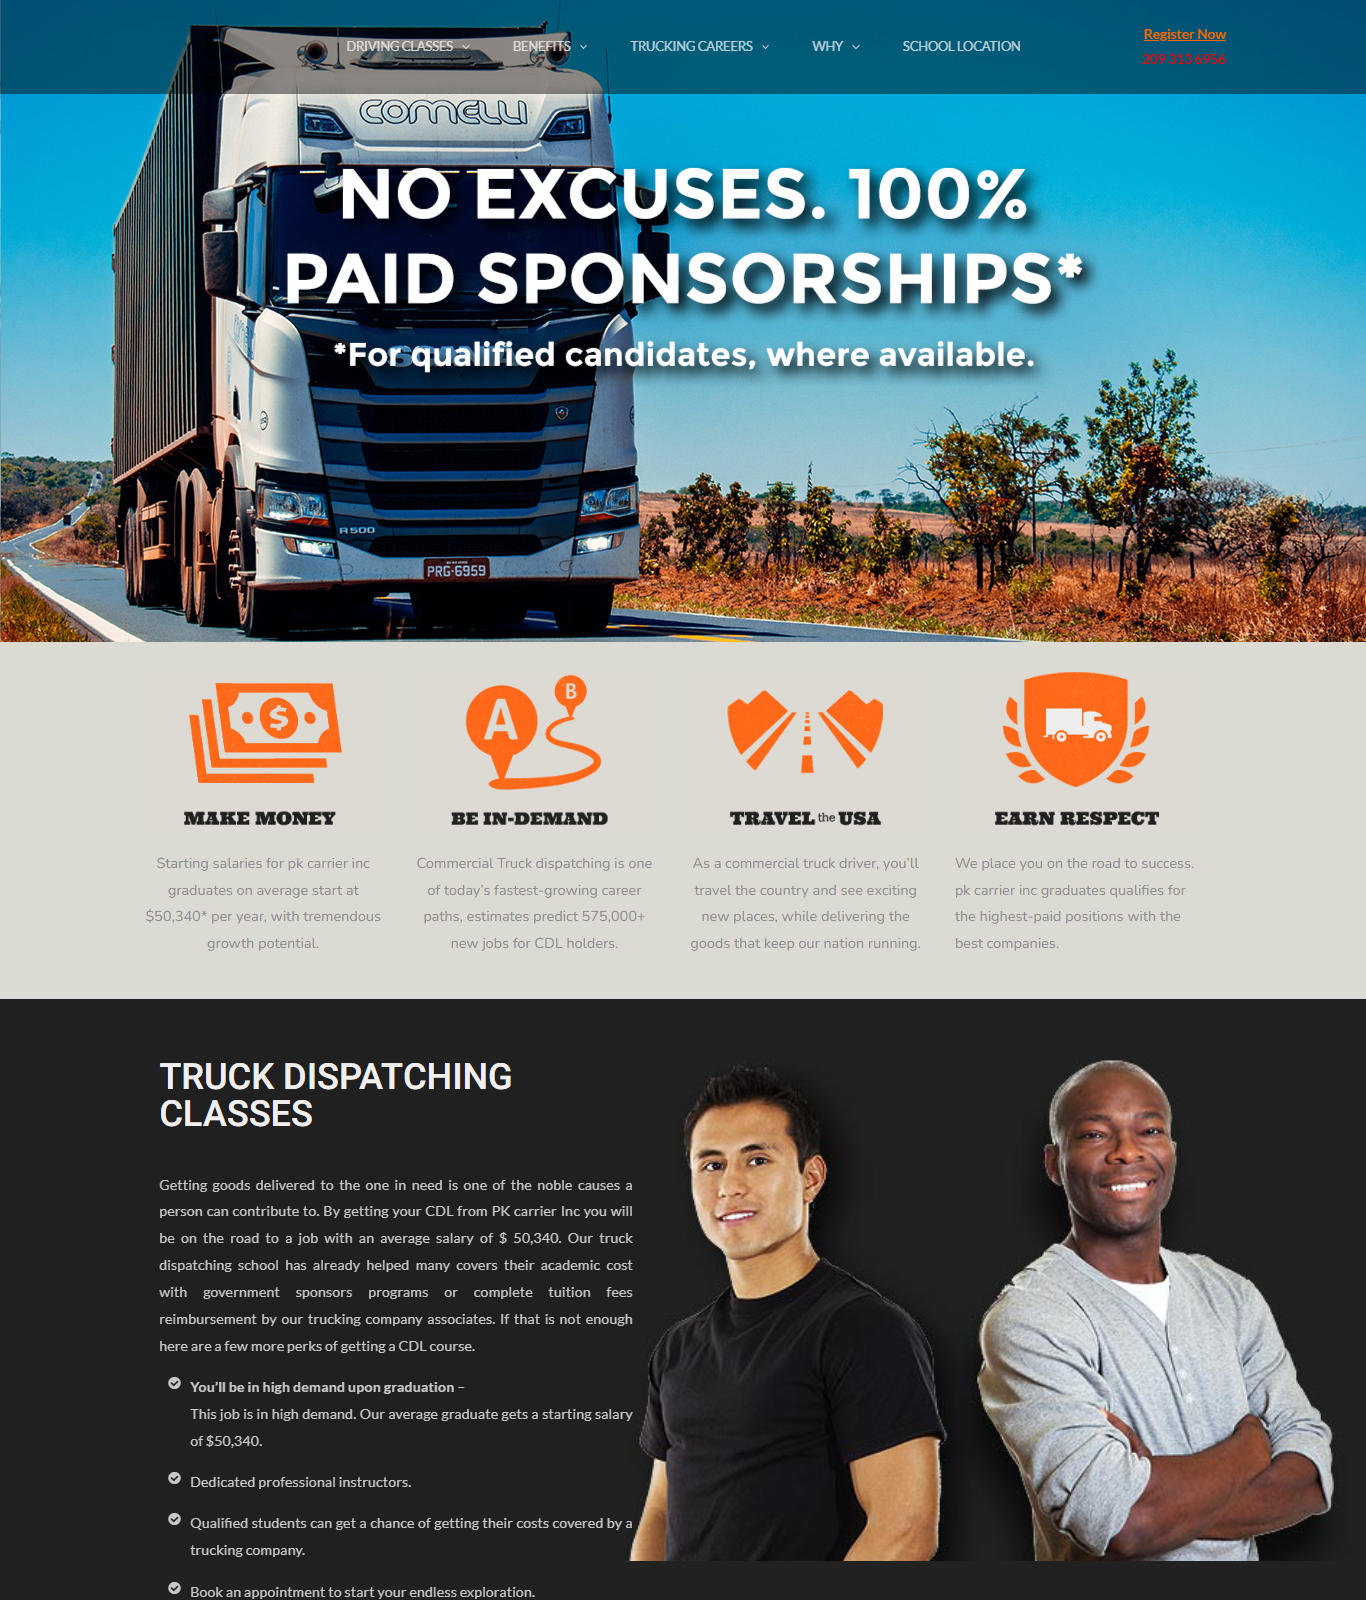 DRIVING CLASSES
BENEFITS
TRUCKING CAREERS
WHY
SCHOOL LOCATION
Register Now
209 313 6956
COMELLI
NO EXCUSES. 100%
PAID SPONSORSHIPS*
*For qualified candidates, where available.
R500
PRG-6959
$
A
B
MAKE MONEY
BE IN-DEMAND
TRAVEL the USA
EARN RESPECT
Starting salaries for pk carrier inc
graduates on average start at
$50,340* per year, with tremendous
growth potential.
Commercial Truck dispatching is one
of today’s fastest-growing career
paths, estimates predict 575,000+
new jobs for CDL holders.
As a commercial truck driver, you’ll
travel the country and see exciting
new places, while delivering the
goods that keep our nation running.
We place you on the road to success.
pk carrier inc graduates qualifies for
the highest-paid positions with the
best companies.
TRUCK DISPATCHING
CLASSES
Getting goods delivered to the one in need is one of the noble causes a
person can contribute to. By getting your CDL from PK carrier Inc you will
be on the road to a job with an average salary of $ 50,340. Our truck
dispatching school has already helped many covers their academic cost
with government sponsors programs or complete tuition fees
reimbursement by our trucking company associates. If that is not enough
here are a few more perks of getting a CDL course.
You’ll be in high demand upon graduation –
This job is in high demand. Our average graduate gets a starting salary
of $50,340.
Dedicated professional instructors.
Qualified students can get a chance of getting their costs covered by a
trucking company.
Book an appointment to start your endless exploration.